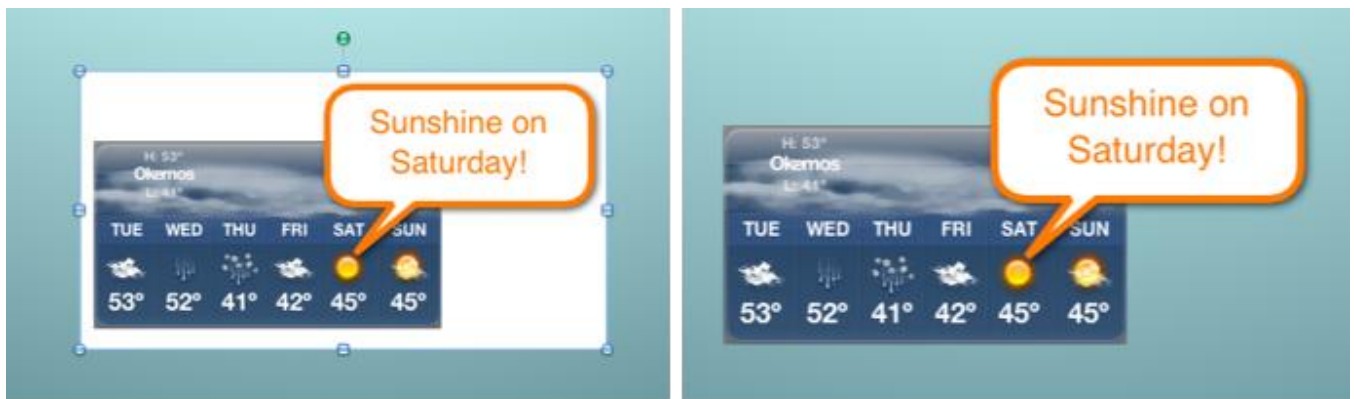 Sunshine on
Saturday!
H: 53°
Okemos
L: 41°
TUE WED THU FRI SAT SUN
53° 52° 41° 42° 45° 45°
Sunshine on
Saturday!
H: 53°
Okemos
L: 41°
TUE WED THU FRI SAT SUN
53° 52° 41° 42° 45° 45°